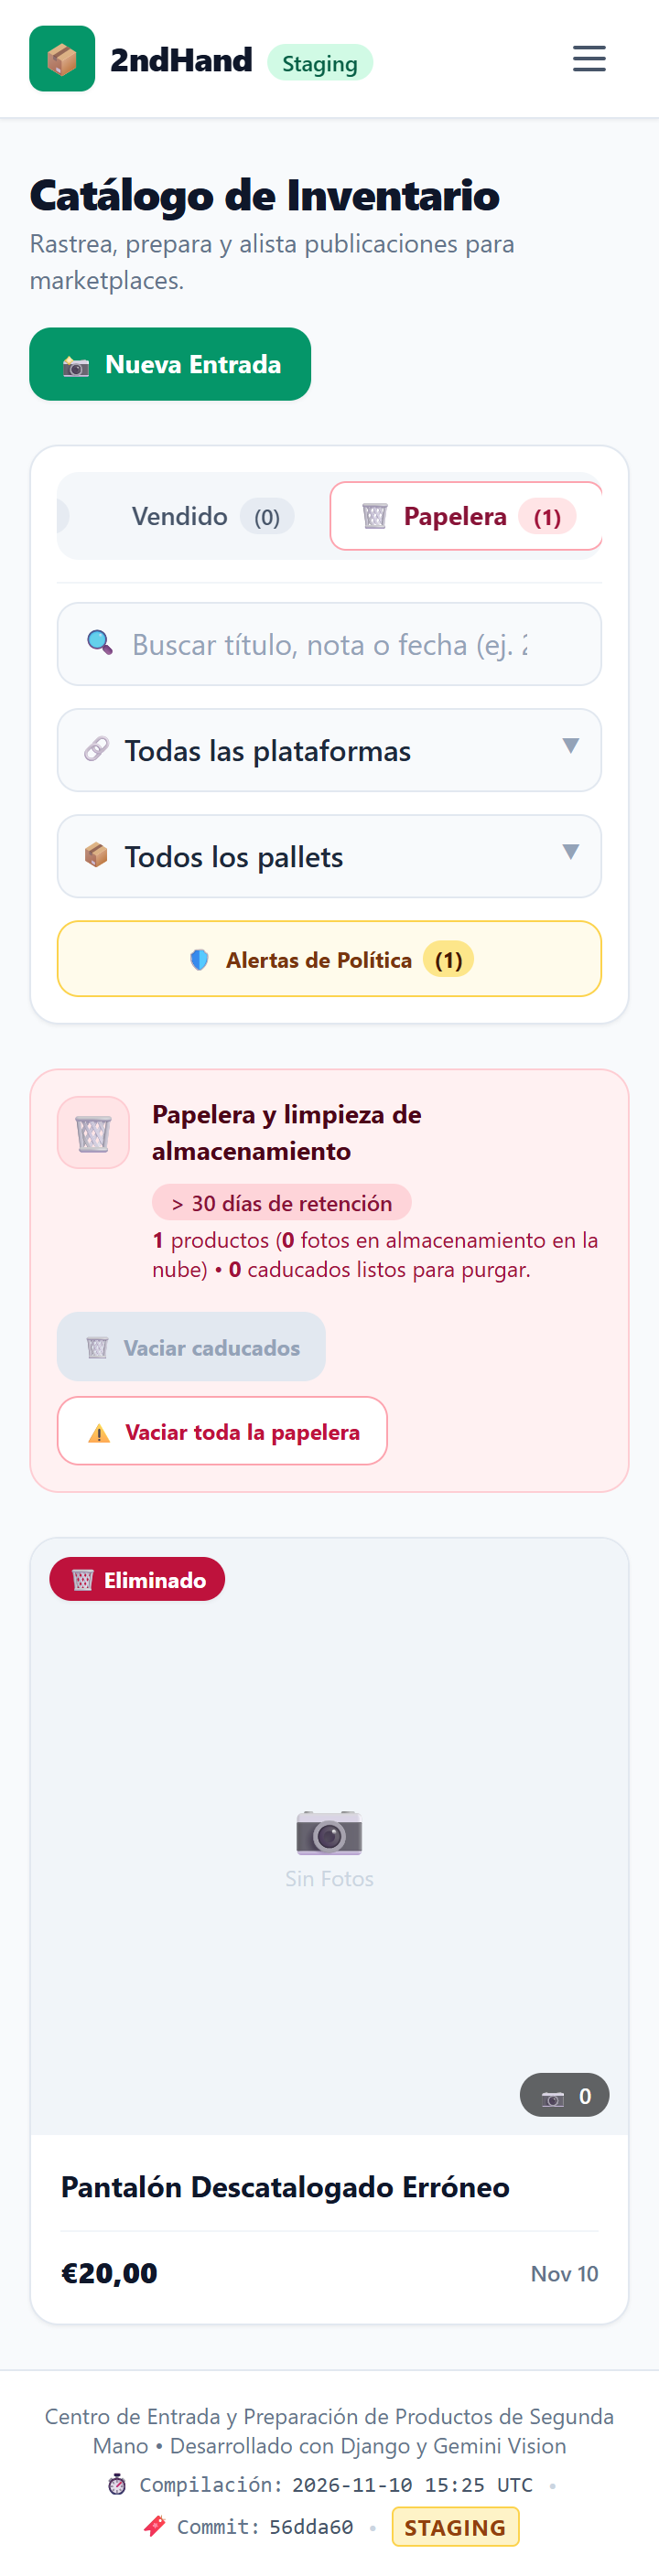 2ndHand Staging
Catálogo de Inventario
Rastrea, prepara y alista publicaciones para
marketplaces.
Nueva Entrada
Vendido (0) Papelera (1)
Buscar título, nota o fecha (ej.
Todas las plataformas
Todos los pallets
Alertas de Política (1)
Papelera y limpieza de
almacenamiento
> 30 días de retención
1 productos (0 fotos en almacenamiento en la
nube) • 0 caducados listos para purgar.
Vaciar caducados
Vaciar toda la papelera
Eliminado
Sin Fotos
0
Pantalón Descatalogado Erróneo
€20,00 Nov 10
Centro de Entrada y Preparación de Productos de Segunda
Mano • Desarrollado con Django y Gemini Vision
Compilación: 2026-11-10 15:25 UTC •
Commit: 56dda60 • STAGING